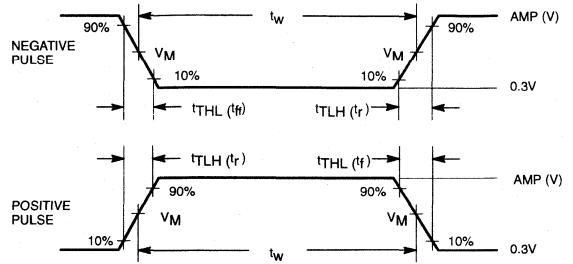 tw AMP (V)
90% 90%
NEGATIVE
PULSE
VM VM
10% 10%
0.3V
tTHL (tff) tTLH (tr)
tTLH (tr) tTHL (tf)
AMP (V)
90% 90%
POSITIVE
PULSE
VM VM
10% 10%
tw 0.3V